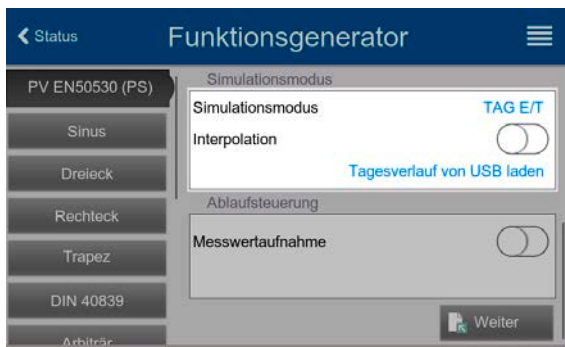 Status
Funktionsgenerator
PV EN50530 (PS)
Sinus
Dreieck
Rechteck
Trapez
DIN 40839
Arbiträr
Simulationsmodus
Simulationsmodus TAG E/T
Interpolation
Tagesverlauf von USB laden
Ablaufsteuerung
Messwertaufnahme
Weiter